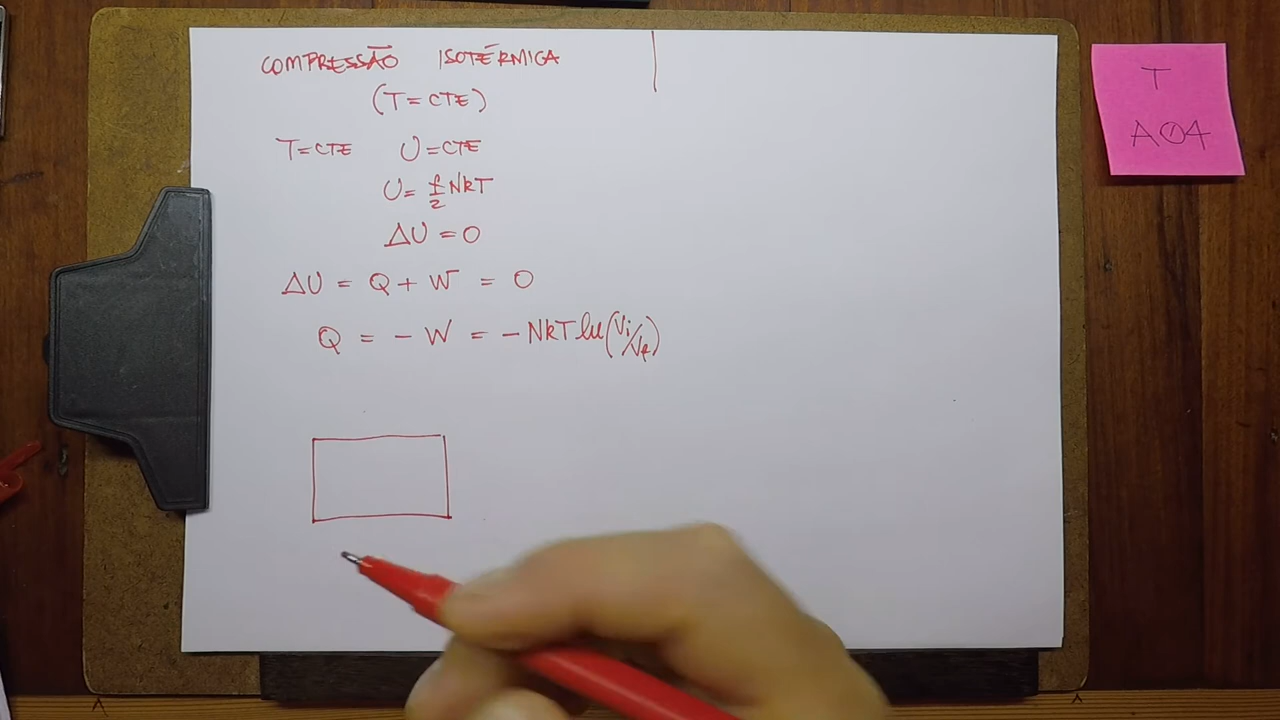 COMPRESSÃO ISOTÉRMICA
(T = CTE)
T=CTE U=CTE
U= f/2 NkT
ΔU = 0
ΔU = Q + W = 0
Q = - W = - NkT ln(Vi/Vf)
T
A04